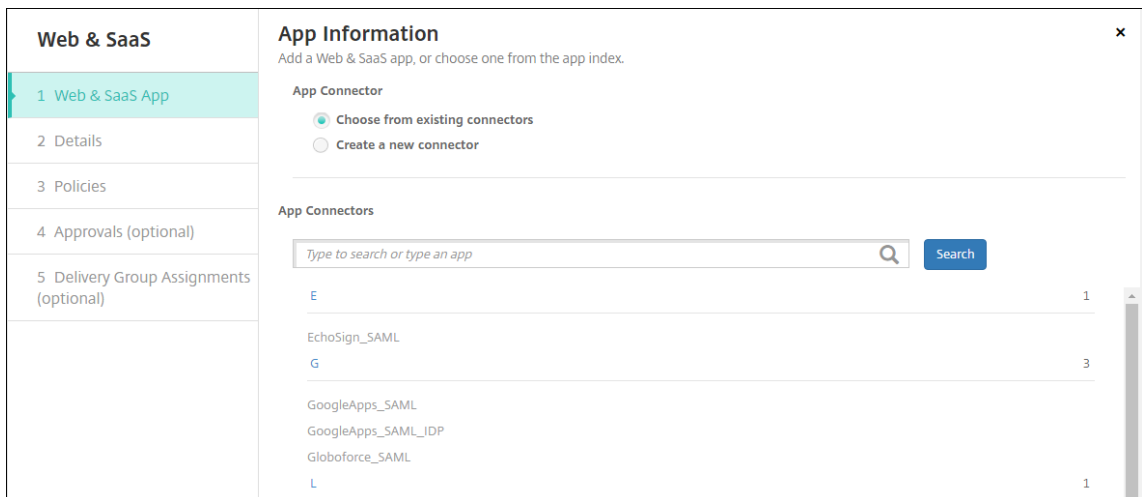 Web & SaaS
1 Web & SaaS App
2 Details
3 Policies
4 Approvals (optional)
5 Delivery Group Assignments
(optional)
App Information
×
Add a Web & SaaS app, or choose one from the app index.
App Connector
Choose from existing connectors
Create a new connector
App Connectors
Type to search or type an app
Search
E 1
EchoSign_SAML
G 3
GoogleApps_SAML
GoogleApps_SAML_IDP
Globoforce_SAML
L 1